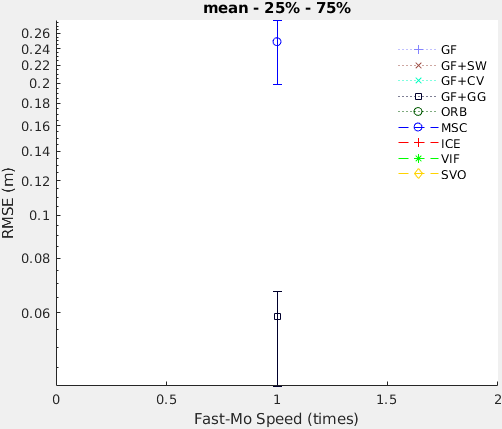 mean - 25% - 75%
0.26
0.24
0.22
0.2
0.18
0.16
0.14
0.12
0.1
0.08
0.06
RMSE (m)
GF
GF+SW
GF+CV
GF+GG
ORB
MSC
ICE
VIF
SVO
0 0.5 1 1.5 2
Fast-Mo Speed (times)